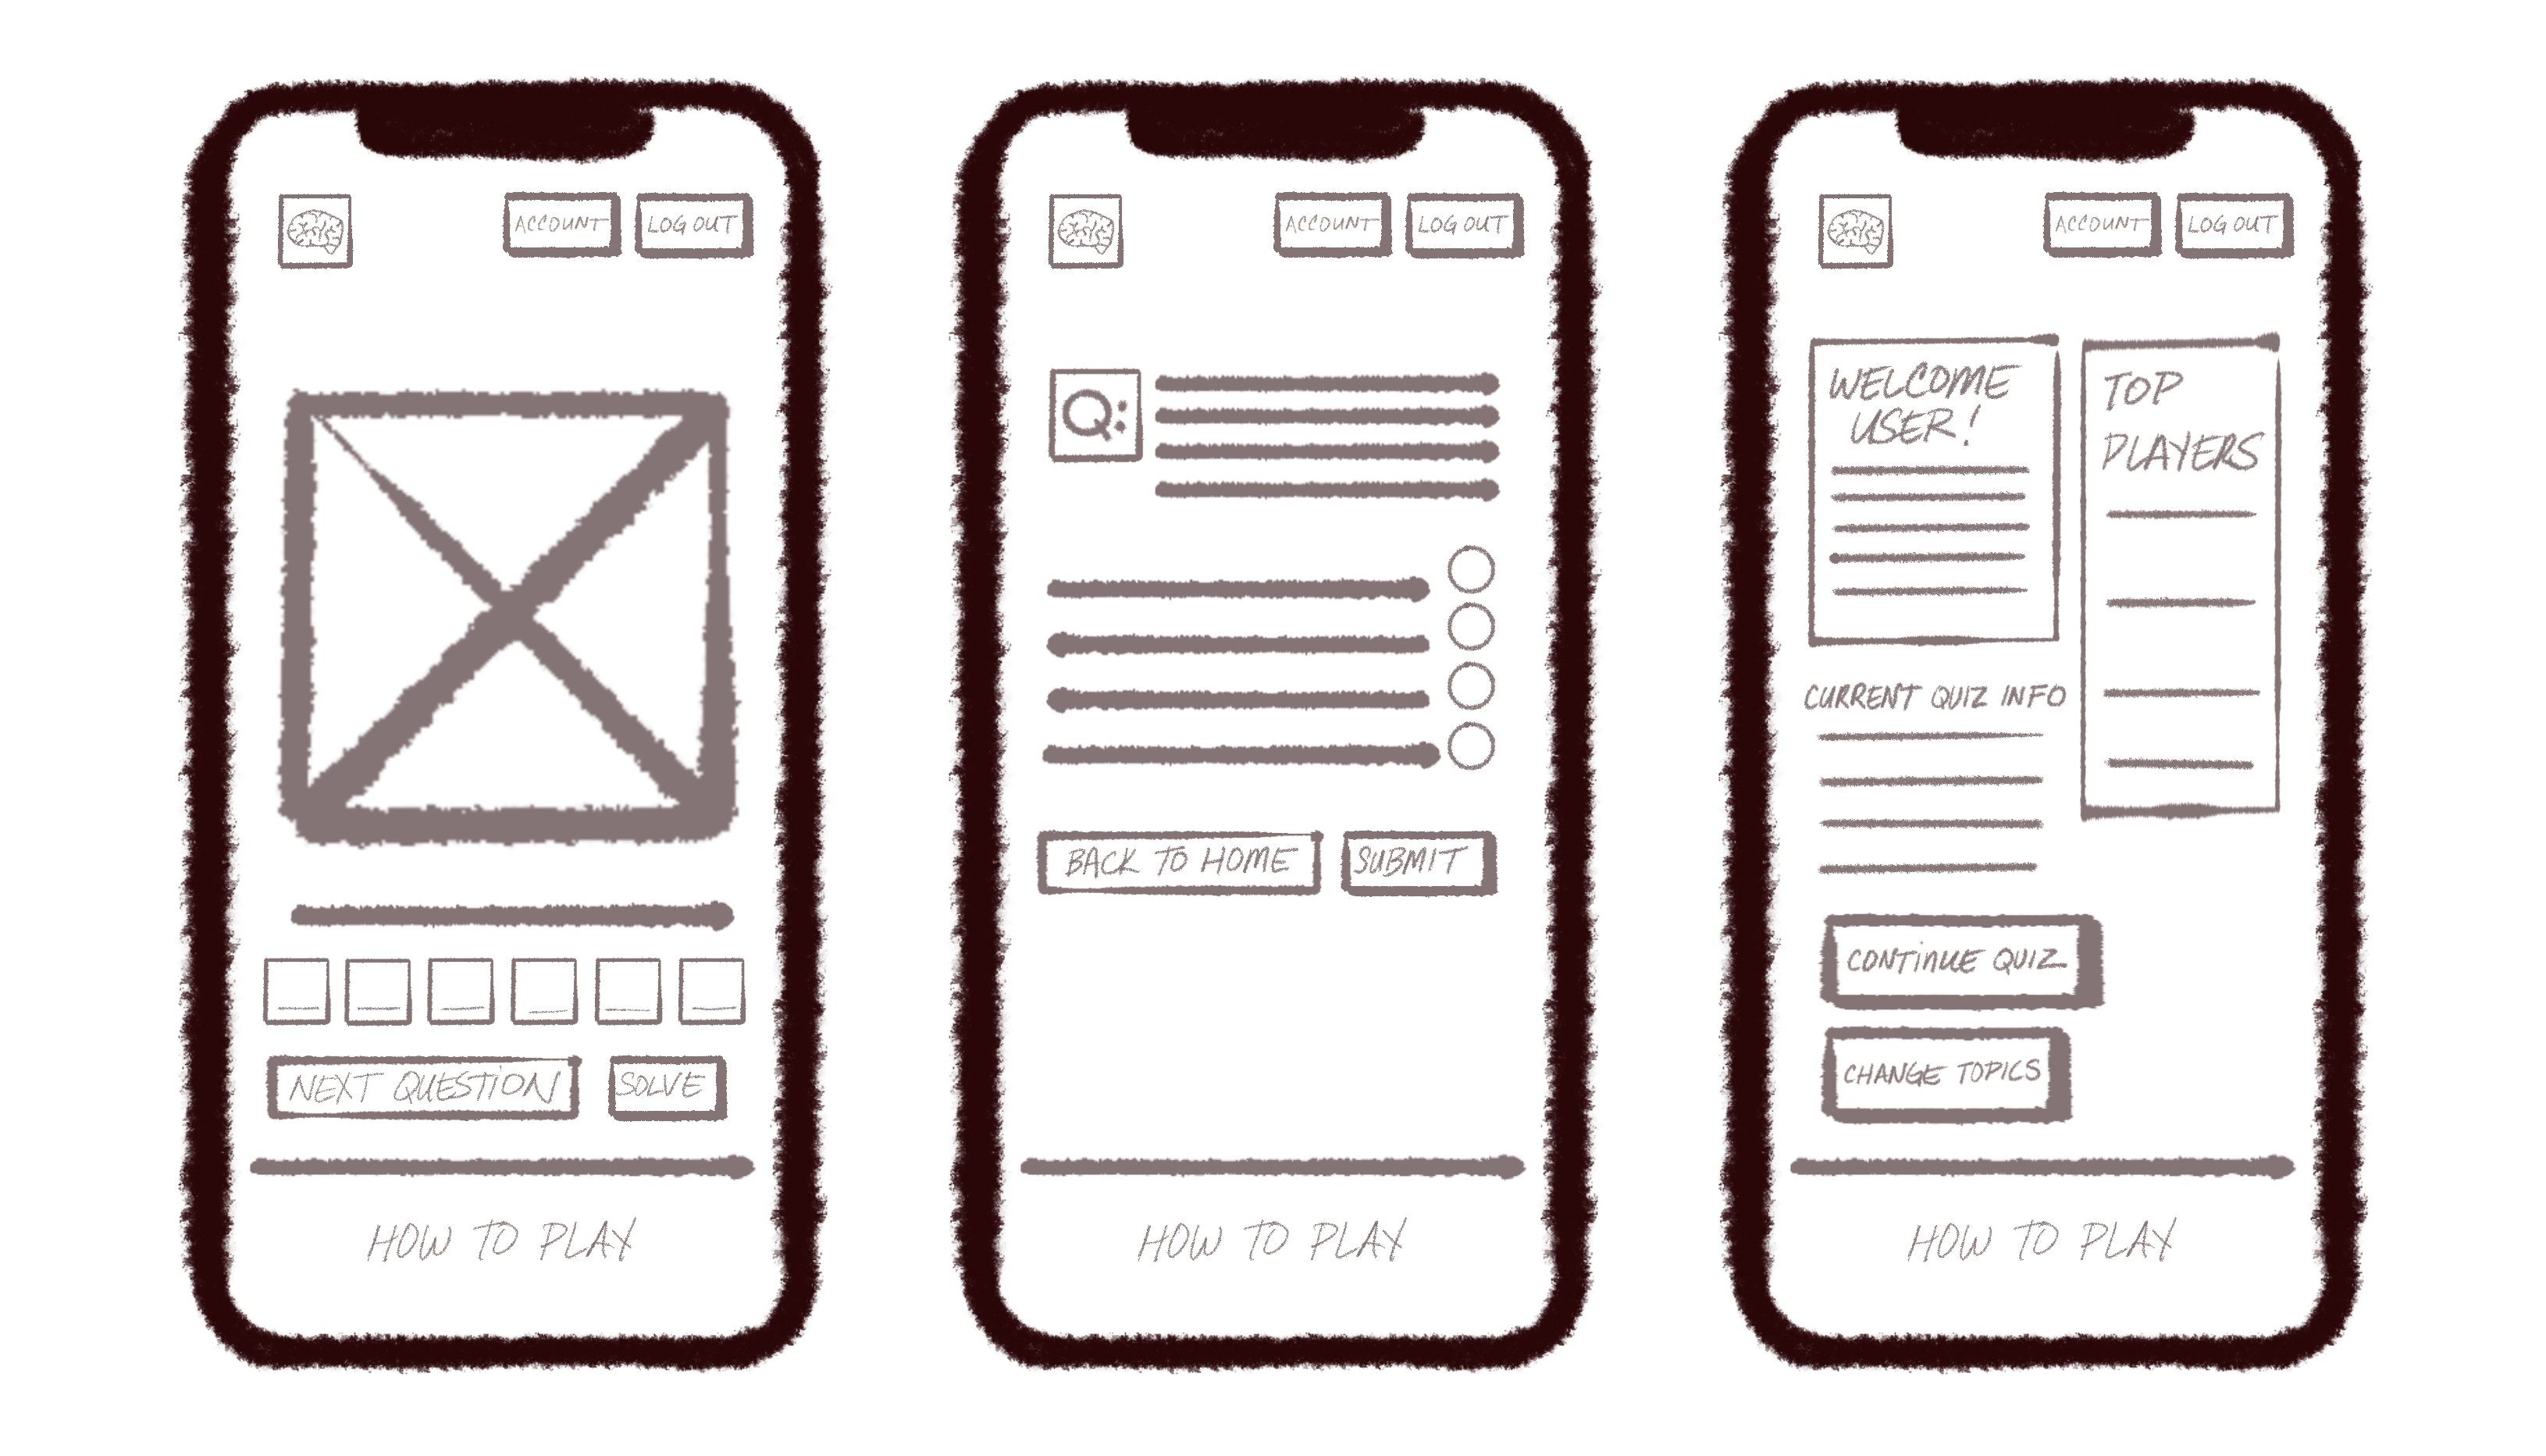 ACCOUNT
LOG OUT
NEXT QUESTION
SOLVE
HOW TO PLAY
ACCOUNT
LOG OUT
Q:
BACK TO HOME
SUBMIT
HOW TO PLAY
ACCOUNT
LOG OUT
WELCOME
USER!
TOP
PLAYERS
CURRENT QUIZ INFO
CONTINUE QUIZ
CHANGE TOPICS
HOW TO PLAY